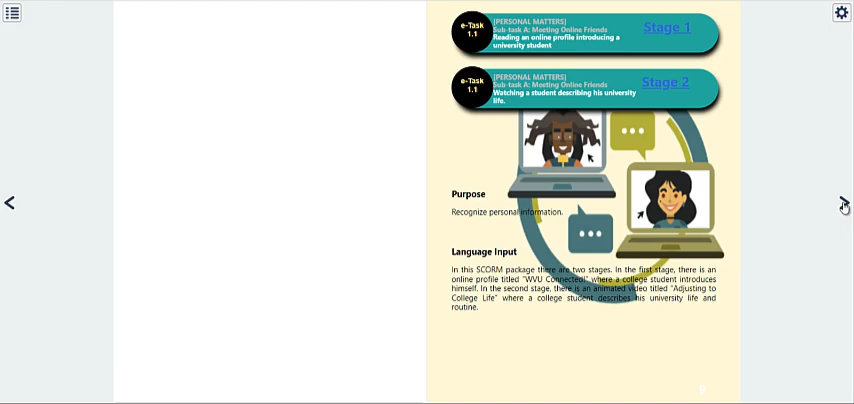 e-Task
1.1
[PERSONAL MATTERS]
Sub-task A: Meeting Online Friends
Reading an online profile introducing a
university student
Stage 1
e-Task
1.1
[PERSONAL MATTERS]
Sub-task A: Meeting Online Friends
Watching a student describing his university
life.
Stage 2
Purpose
Recognize personal information.
Language Input
In this SCORM package there are two stages. In the first stage, there is an
online profile titled "WVU Connected!" where a college student introduces
himself. In the second stage, there is an animated video titled "Adjusting to
College Life" where a college student describes his university life and
routine.
9